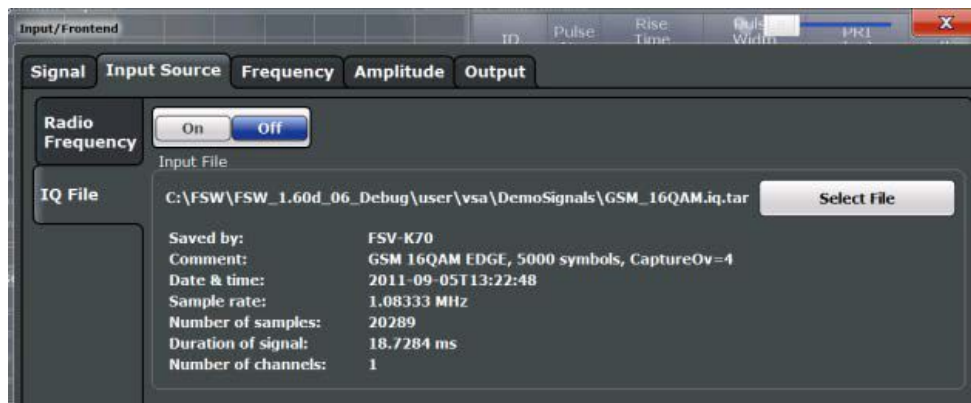 Input/Frontend
ID Pulse Rise Time Width PRI
Signal Input Source Frequency Amplitude Output
Radio Frequency
On Off
Input File
IQ File
C:\FSW\FSW_1.60d_06_Debug\user\vsa\DemoSignals\GSM_16QAM.iq.tar
Select File
Saved by: FSV-K70
Comment: GSM 16QAM EDGE, 5000 symbols, CaptureOv=4
Date & time: 2011-09-05T13:22:48
Sample rate: 1.08333 MHz
Number of samples: 20289
Duration of signal: 18.7284 ms
Number of channels: 1